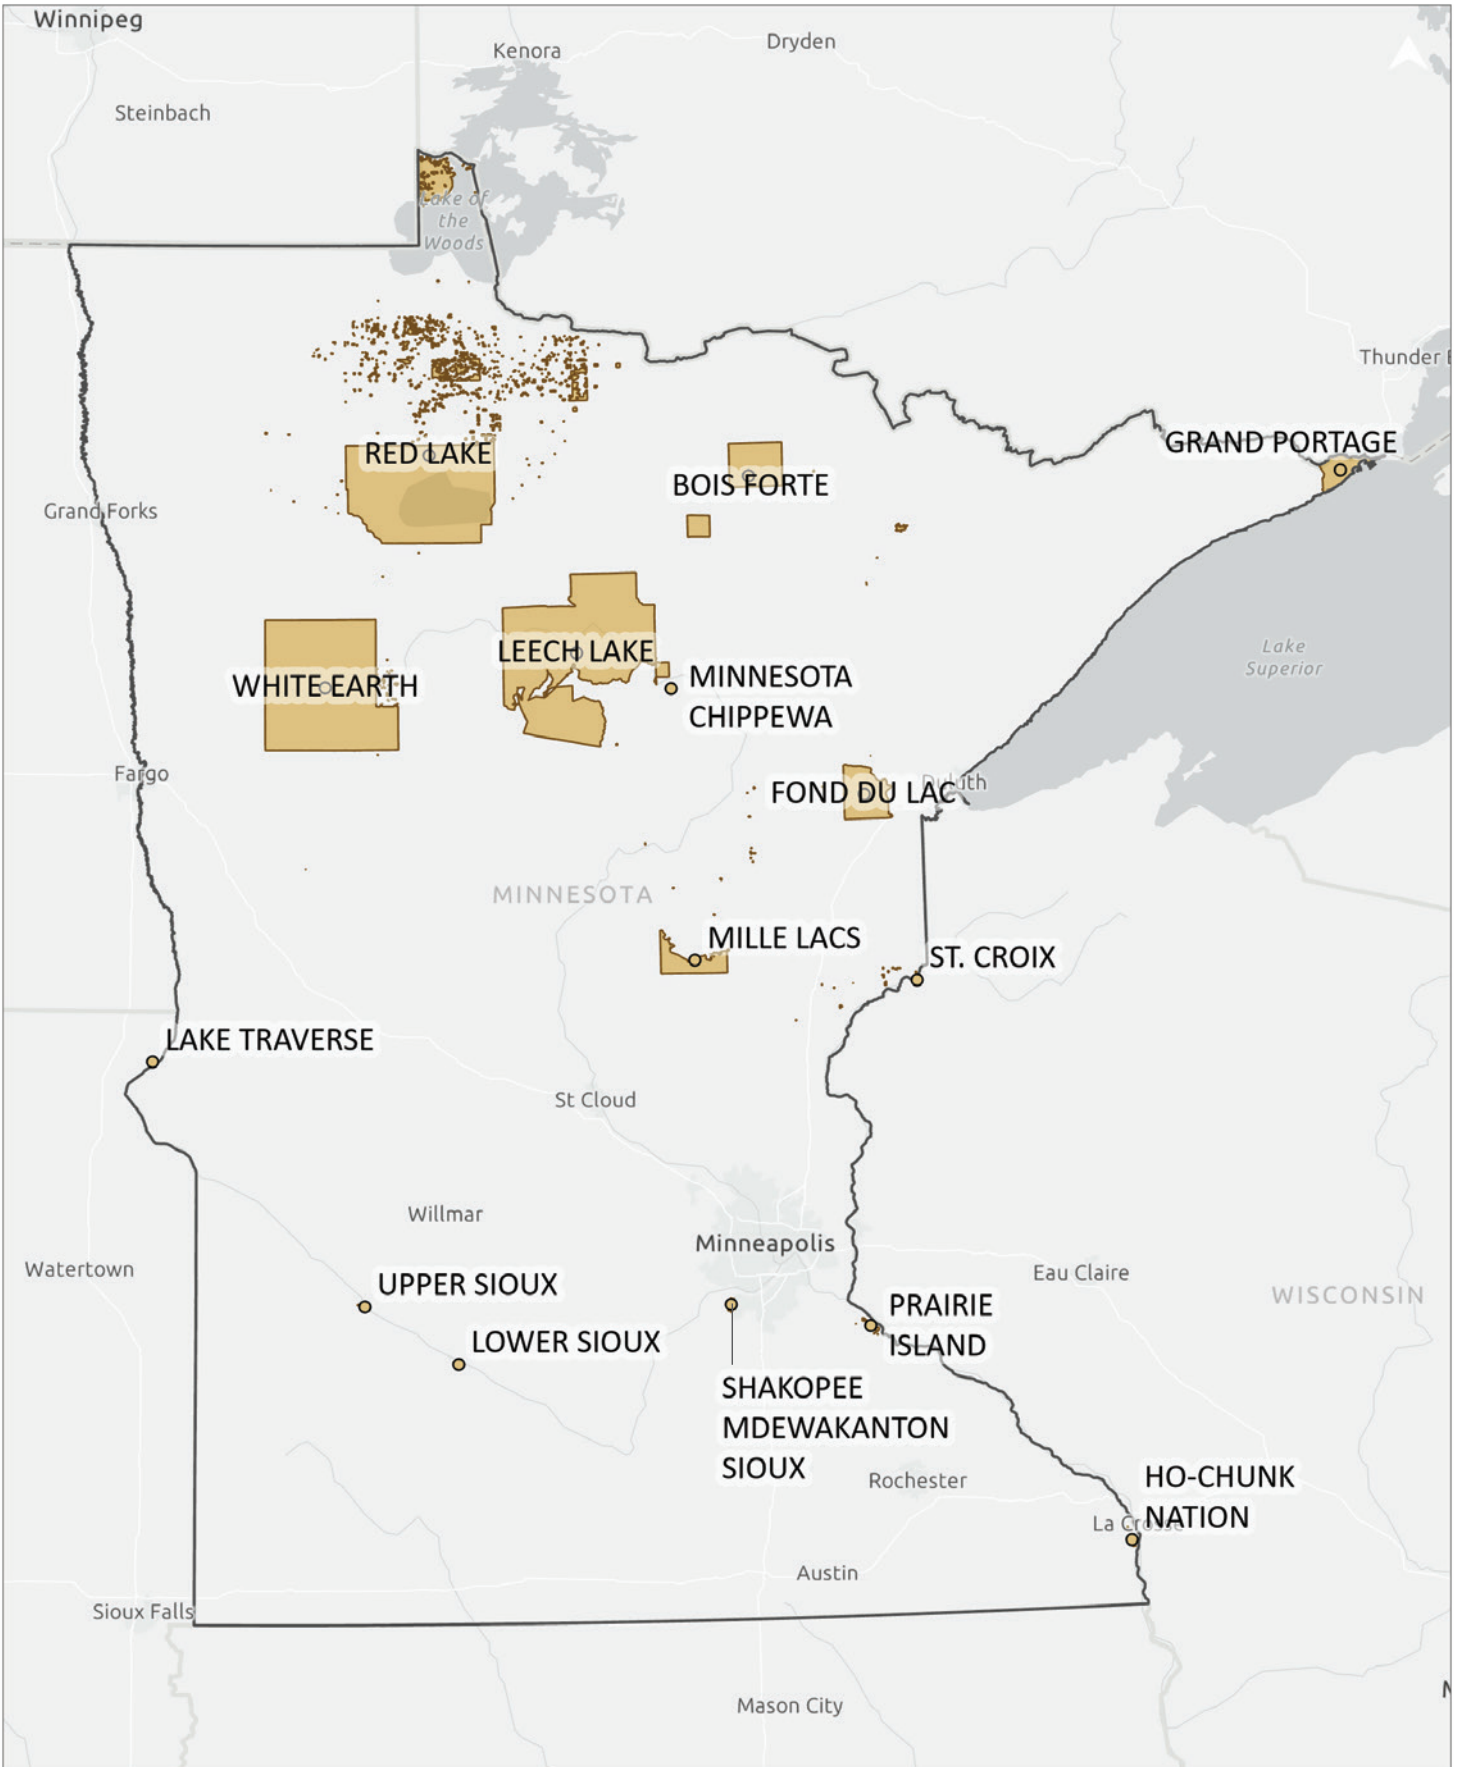 Winnipeg
Kenora
Dryden
Steinbach
Lake of
the
Woods
Thunder
RED LAKE
BOIS FORTE
GRAND PORTAGE
Grand Forks
LEECH LAKE
WHITE EARTH
MINNESOTA
CHIPPEWA
Lake
Superior
Fargo
FOND DU LAC
Duluth
MINNESOTA
MILLE LACS
ST. CROIX
LAKE TRAVERSE
St Cloud
Willmar
Minneapolis
Watertown
Eau Claire
WISCONSIN
UPPER SIOUX
LOWER SIOUX
PRAIRIE
ISLAND
SHAKOPEE
MDEWAKANTON
SIOUX
Rochester
HO-CHUNK
NATION
La Crosse
Austin
Sioux Falls
Mason City